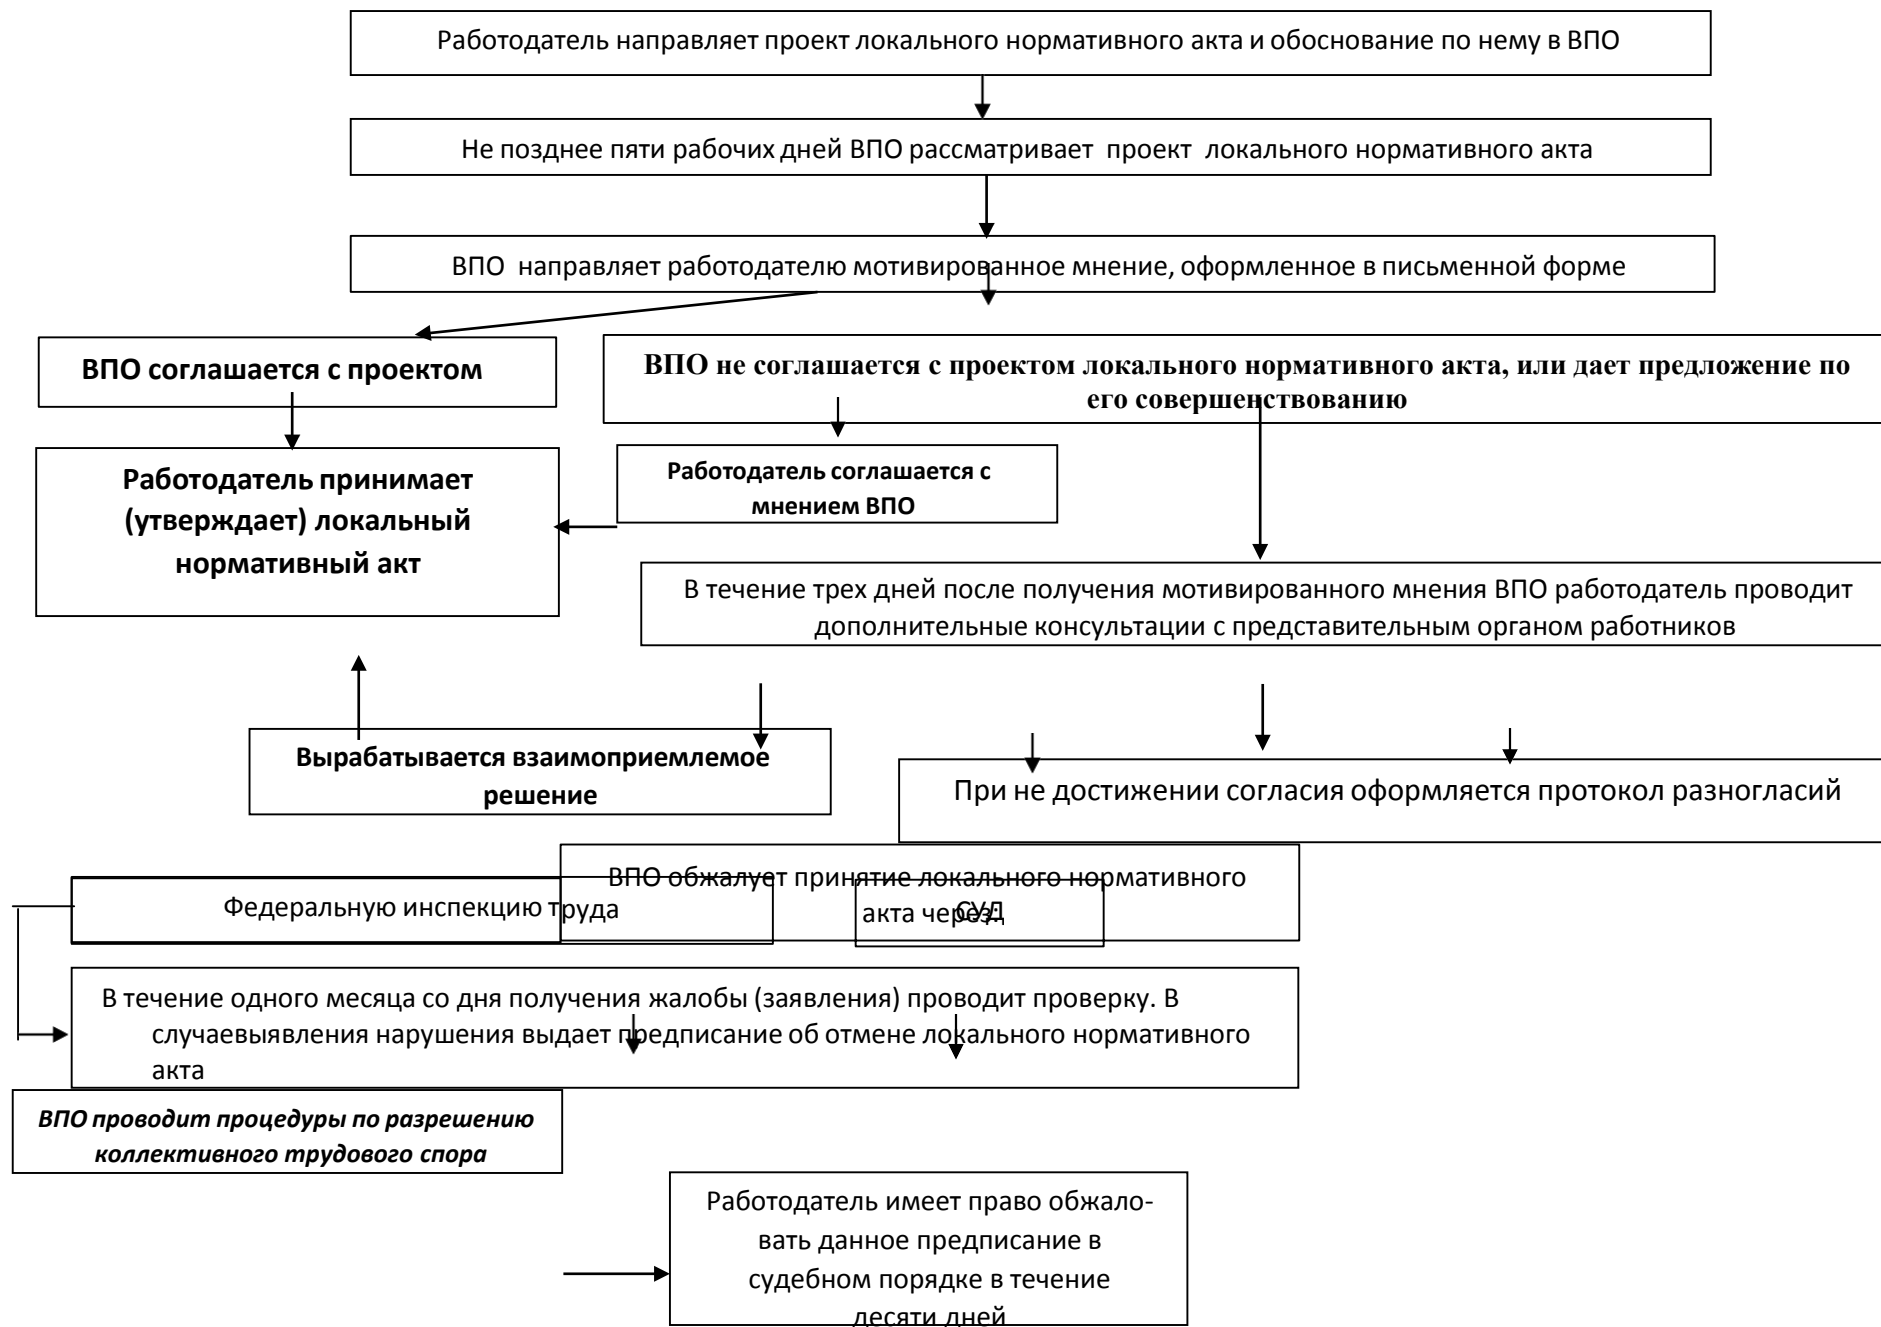 Работодатель направляет проект локального нормативного акта и обоснование по нему в ВПО
Не позднее пяти рабочих дней ВПО рассматривает проект локального нормативного акта
ВПО направляет работодателю мотивированное мнение, оформленное в письменной форме
ВПО соглашается с проектом
ВПО не соглашается с проектом локального нормативного акта, или дает предложение по
его совершенствованию
Работодатель принимает
(утверждает) локальный
нормативный акт
Работодатель соглашается с
мнением ВПО
В течение трех дней после получения мотивированного мнения ВПО работодатель проводит
дополнительные консультации с представительным органом работников
Вырабатывается взаимоприемлемое
решение
При не достижении согласия оформляется протокол разногласий
ВПО обжалует принятие локального нормативного
акта через:
Федеральную инспекцию труда
СУД
В течение одного месяца со дня получения жалобы (заявления) проводит проверку. В
случаевыявления нарушения выдает предписание об отмене локального нормативного
акта
ВПО проводит процедуры по разрешению
коллективного трудового спора
Работодатель имеет право обжало-
вать данное предписание в
судебном порядке в течение
десяти дней